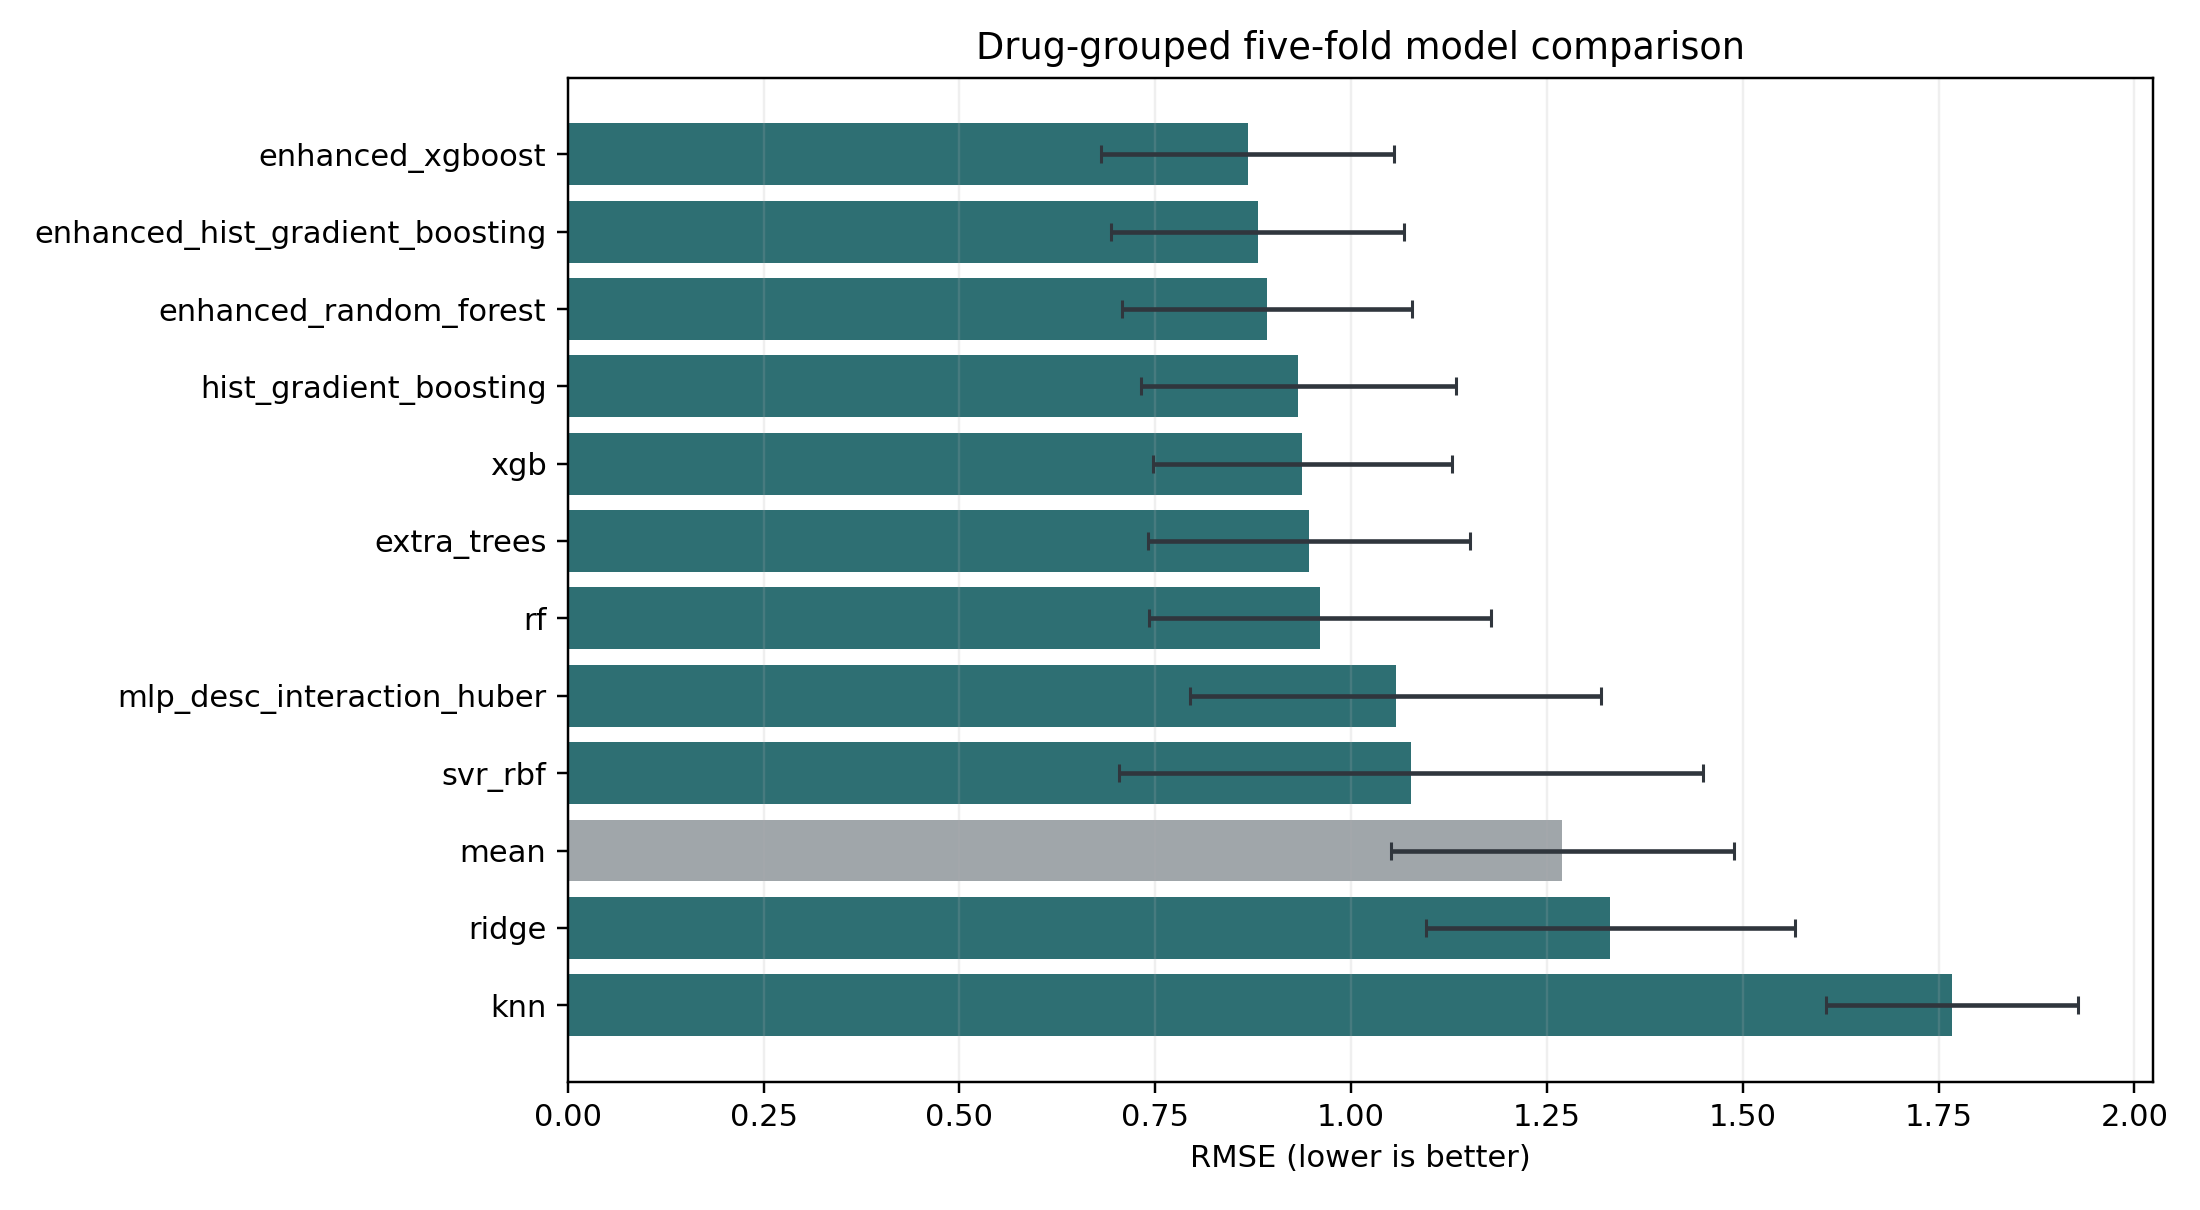 Drug-grouped five-fold model comparison
enhanced_xgboost
enhanced_hist_gradient_boosting
enhanced_random_forest
hist_gradient_boosting
xgb
extra_trees
rf
mlp_desc_interaction_huber
svr_rbf
mean
ridge
knn
0.00 0.25 0.50 0.75 1.00 1.25 1.50 1.75 2.00
RMSE (lower is better)